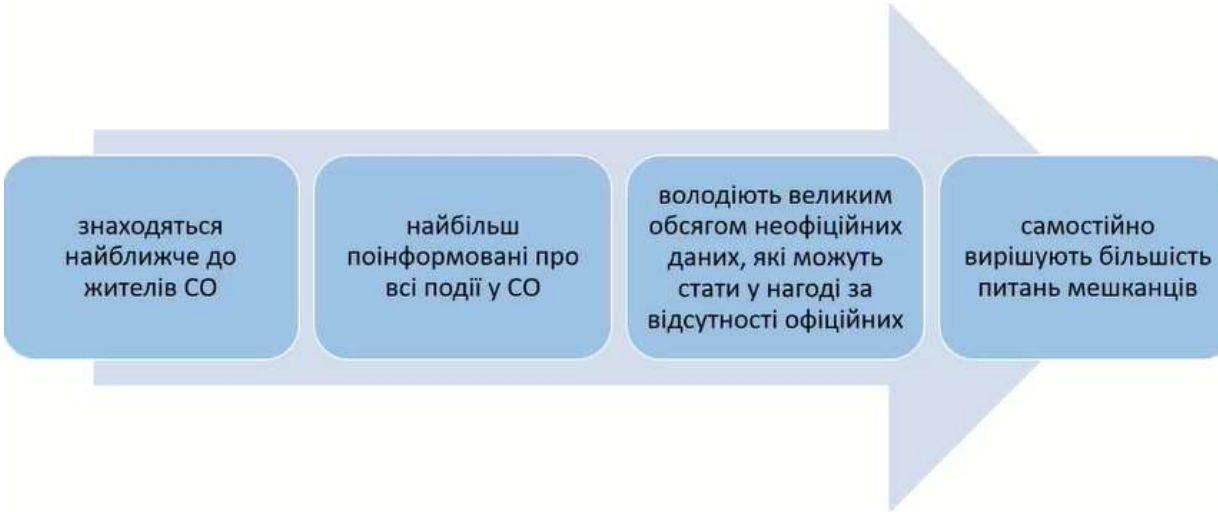 знаходяться
найближче до
жителів СО
найбільш
поінформовані про
всі події у СО
володіють великим
обсягом неофіційних
даних, які можуть
стати у нагоді за
відсутності офіційних
самостійно
вирішують більшість
питань мешканців